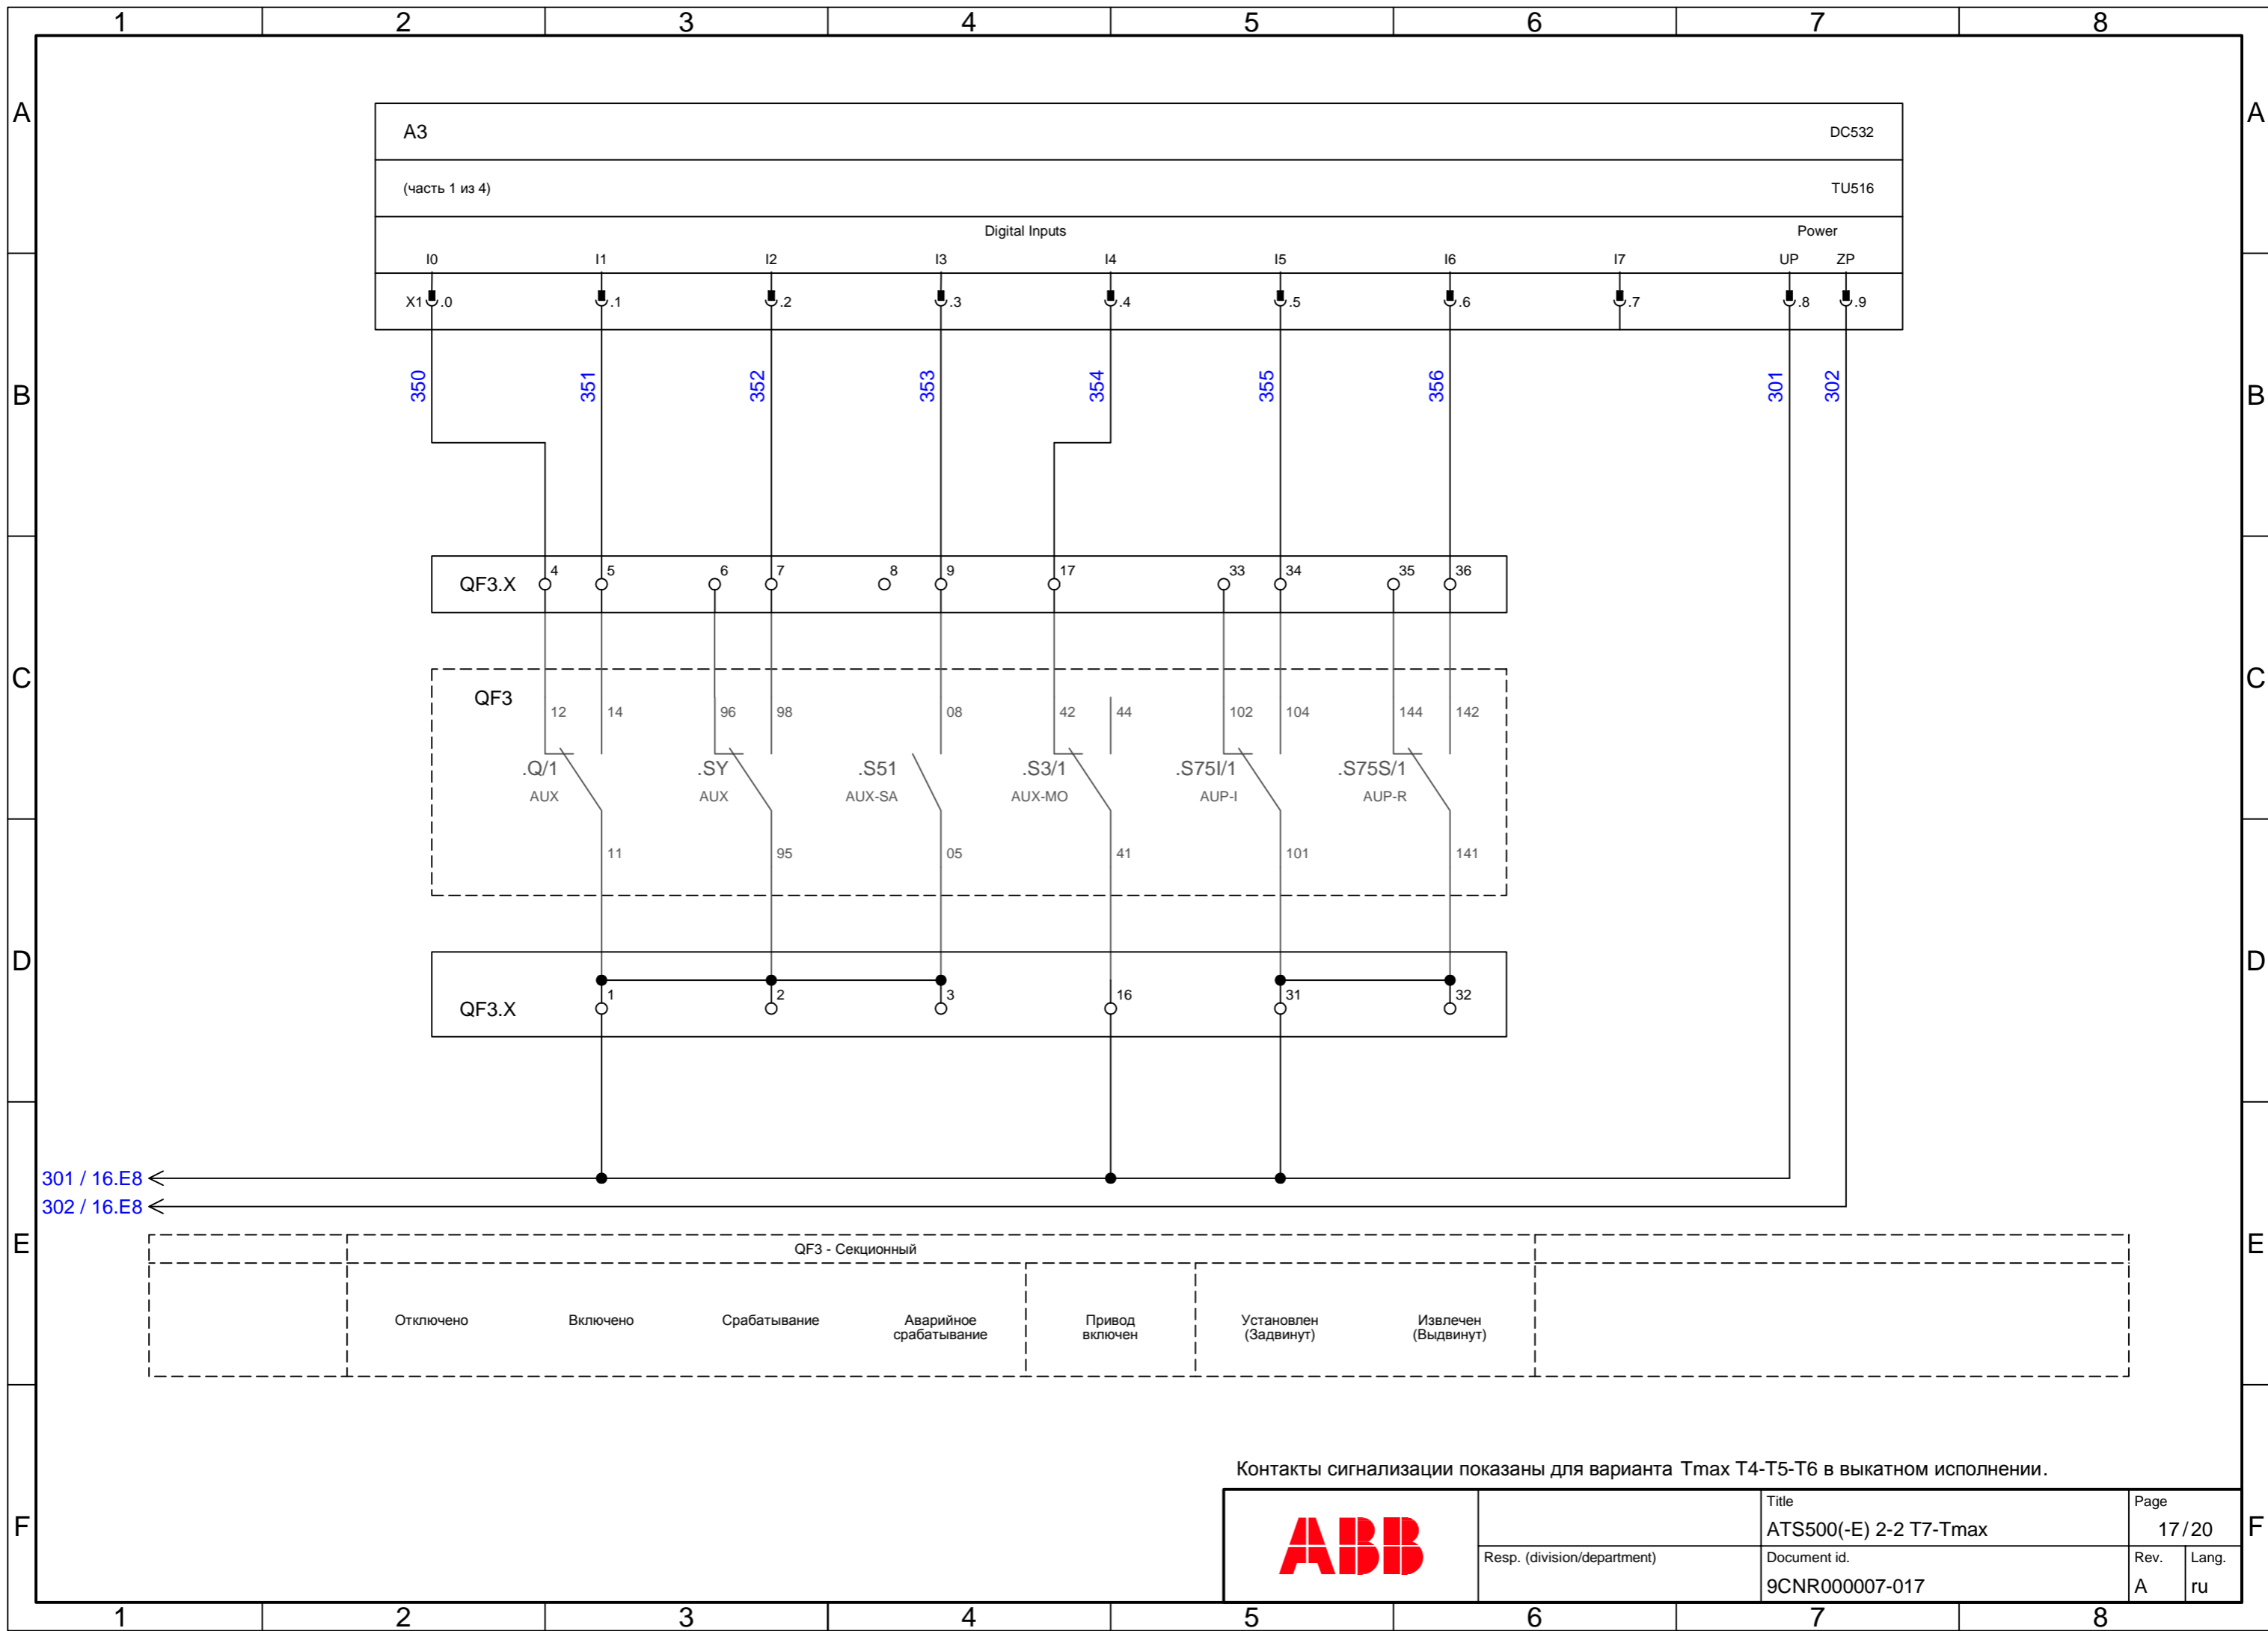 1 2 3 4 5 6 7 8
A A
A3 DC532
(часть 1 из 4) TU516
Digital Inputs Power
I0 I1 I2 I3 I4 I5 I6 I7 UP ZP
X1 .0 .1 .2 .3 .4 .5 .6 .7 .8 .9
350 351 352 353 354 355 356 301 302
B B
QF3.X 4 5 6 7 8 9 17 33 34 35 36
C C
QF3 12 14 96 98 08 42 44 102 104 144 142
.Q/1 .SY .S51 .S3/1 .S75I/1 .S75S/1
AUX AUX AUX-SA AUX-MO AUP-I AUP-R
11 95 05 41 101 141
D D
QF3.X 1 2 3 16 31 32
301 / 16.E8
302 / 16.E8
E E
QF3 - Секционный
Отключено Включено Срабатывание Аварийное срабатывание Привод включен Установлен (Задвинут) Извлечен (Выдвинут)
Контакты сигнализации показаны для варианта Tmax T4-T5-T6 в выкатном исполнении.
F F
ABB
Title Page
ATS500(-E) 2-2 T7-Tmax 17/20
Resp. (division/department) Document id. Rev. Lang.
9CNR000007-017 A ru
1 2 3 4 5 6 7 8